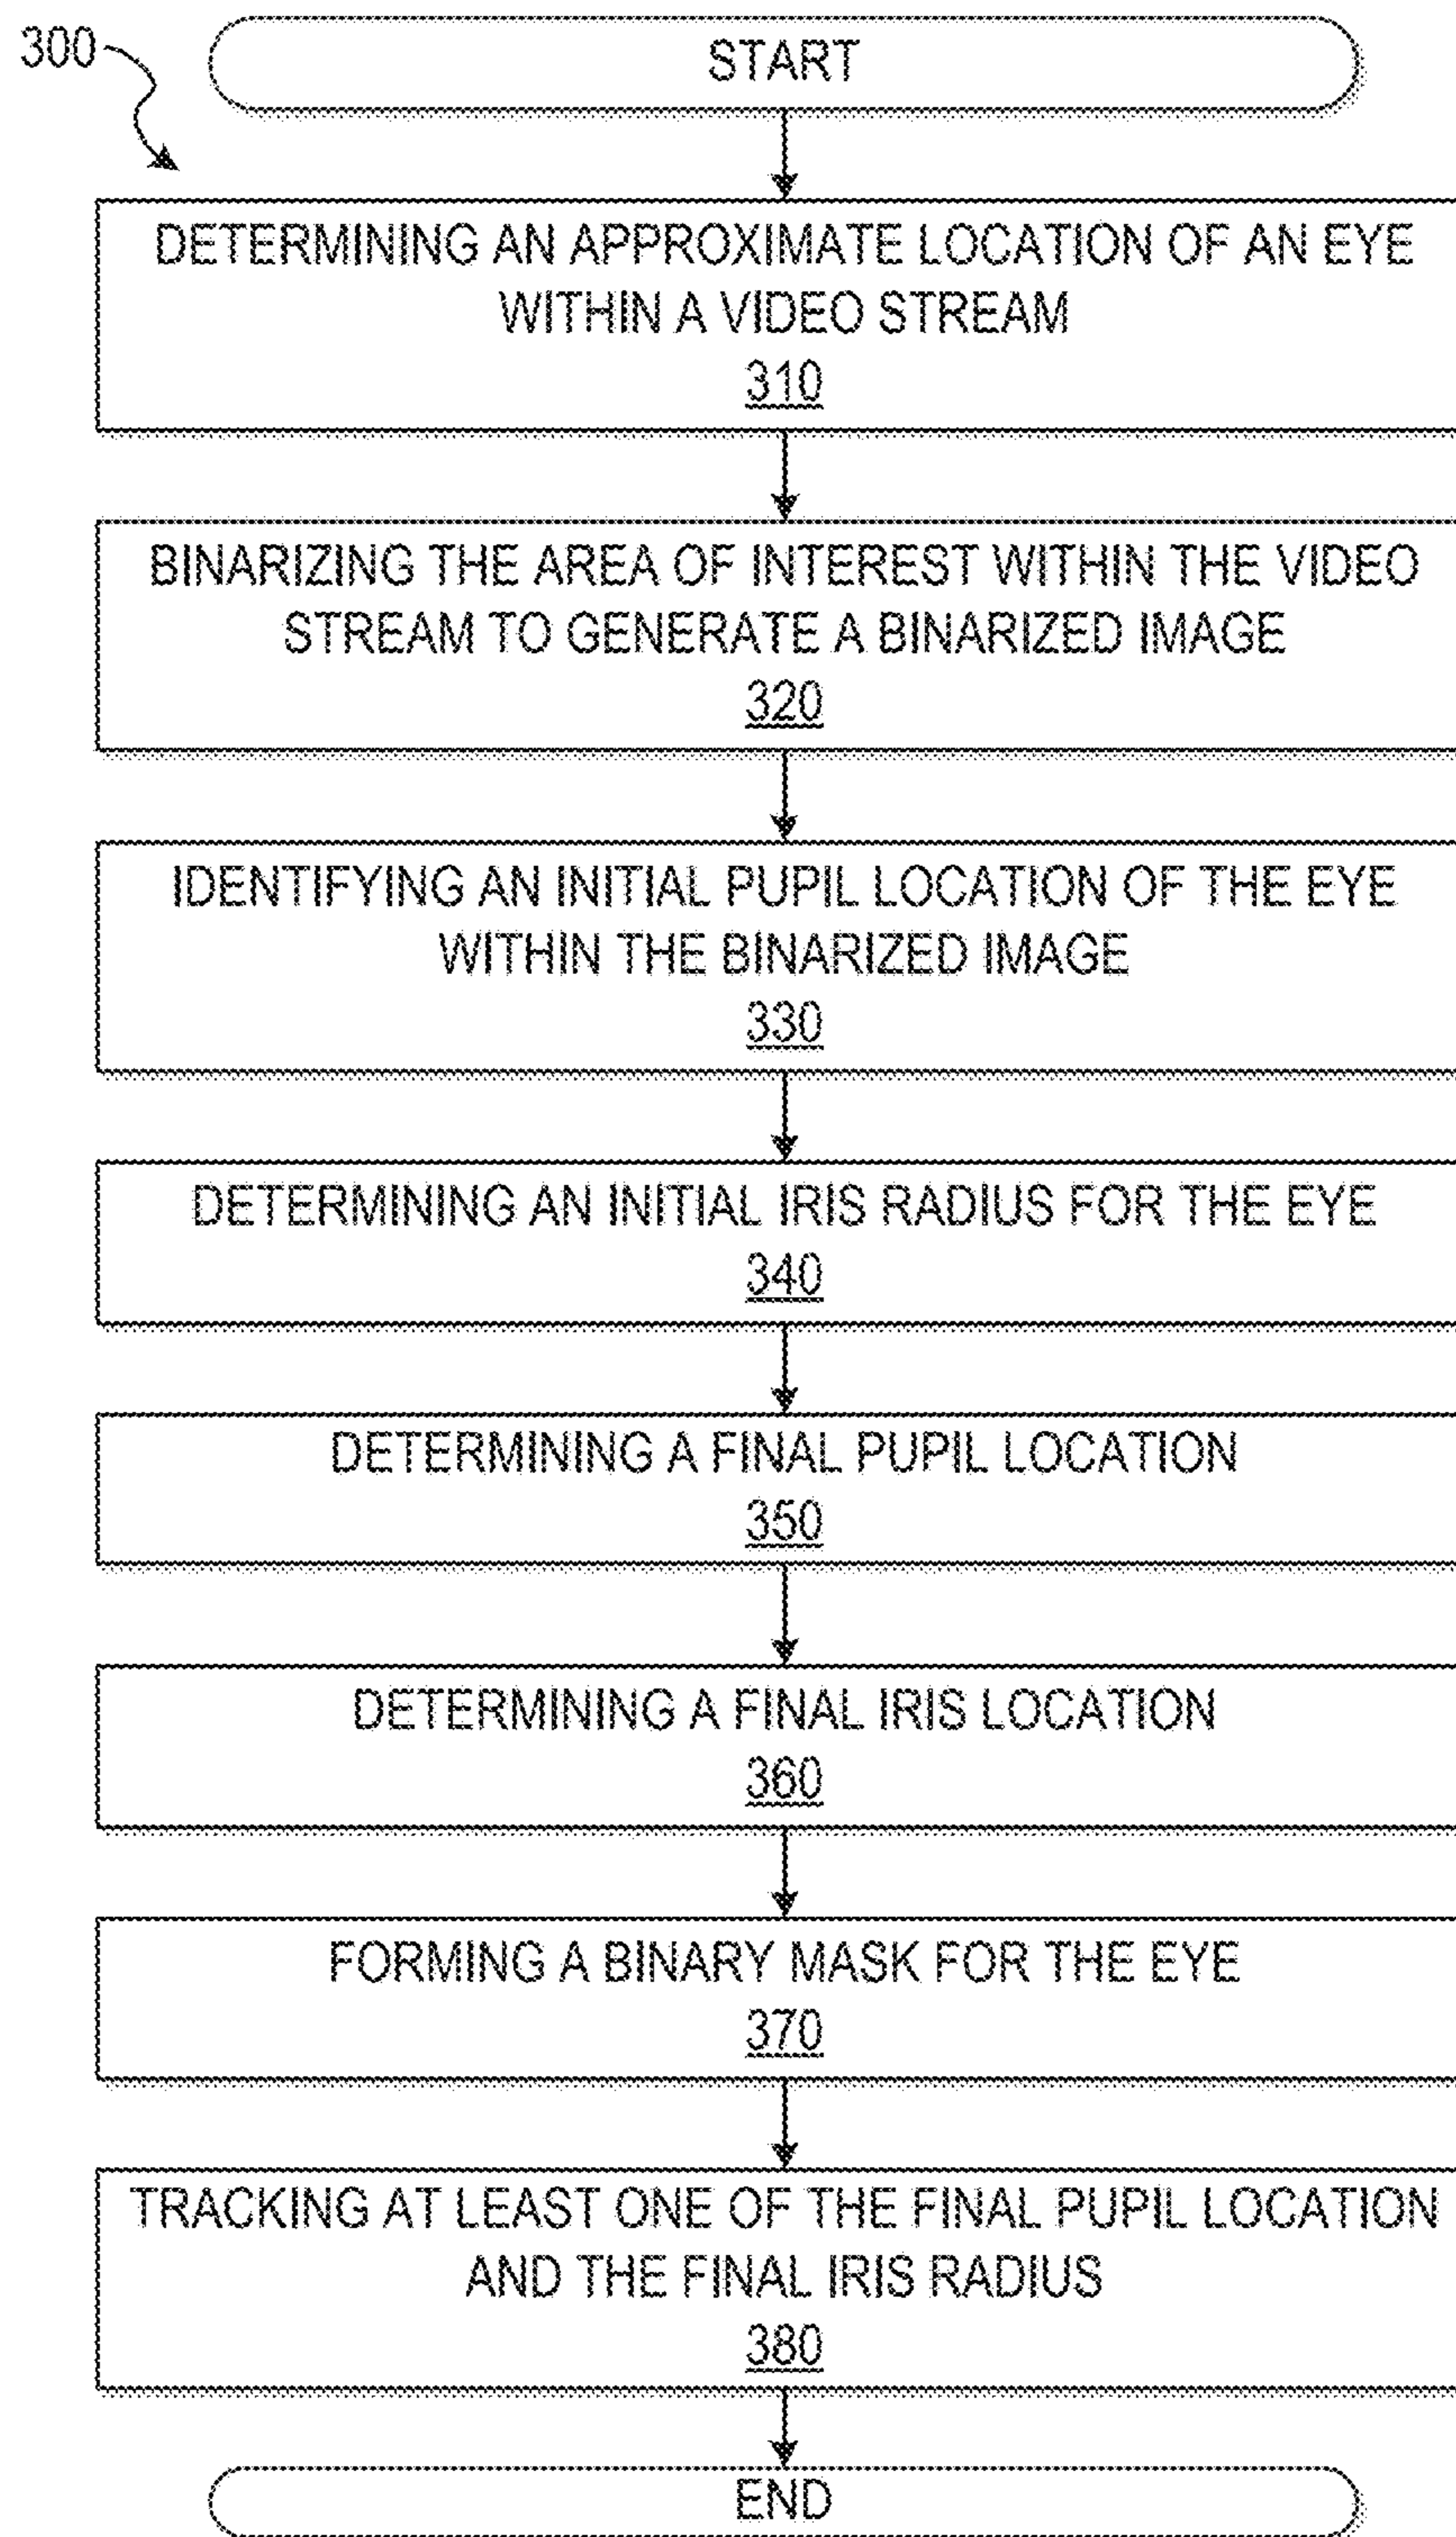 300
START
DETERMINING AN APPROXIMATE LOCATION OF AN EYE
WITHIN A VIDEO STREAM
310
BINARIZING THE AREA OF INTEREST WITHIN THE VIDEO
STREAM TO GENERATE A BINARIZED IMAGE
320
IDENTIFYING AN INITIAL PUPIL LOCATION OF THE EYE
WITHIN THE BINARIZED IMAGE
330
DETERMINING AN INITIAL IRIS RADIUS FOR THE EYE
340
DETERMINING A FINAL PUPIL LOCATION
350
DETERMINING A FINAL IRIS LOCATION
360
FORMING A BINARY MASK FOR THE EYE
370
TRACKING AT LEAST ONE OF THE FINAL PUPIL LOCATION
AND THE FINAL IRIS RADIUS
380
END